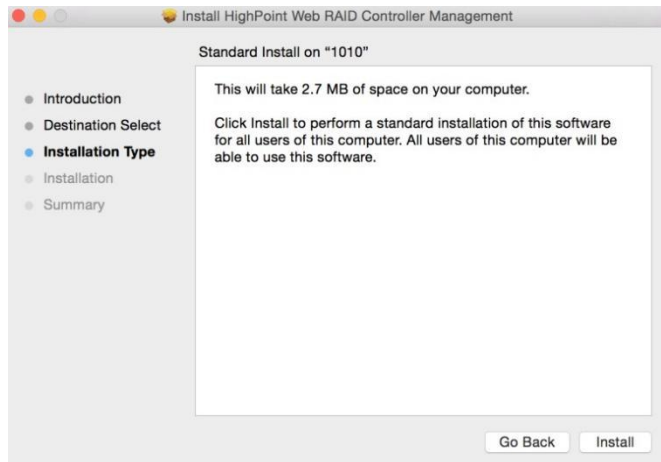 Install HighPoint Web RAID Controller Management
Standard Install on “1010”
Introduction
Destination Select
Installation Type
Installation
Summary
This will take 2.7 MB of space on your computer.
Click Install to perform a standard installation of this software
for all users of this computer. All users of this computer will be
able to use this software.
Go Back
Install